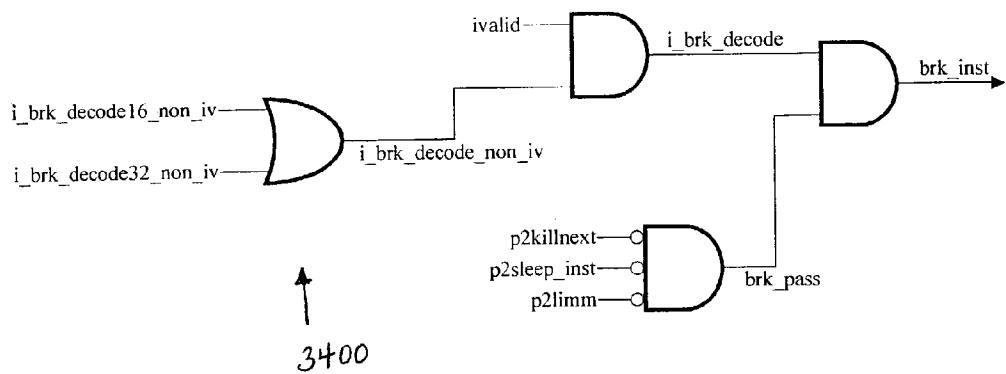 ivalid
i_brk_decode
brk_inst
i_brk_decode16_non_iv
i_brk_decode_non_iv
i_brk_decode32_non_iv
p2killnext
p2sleep_inst
brk_pass
p2limm
3400